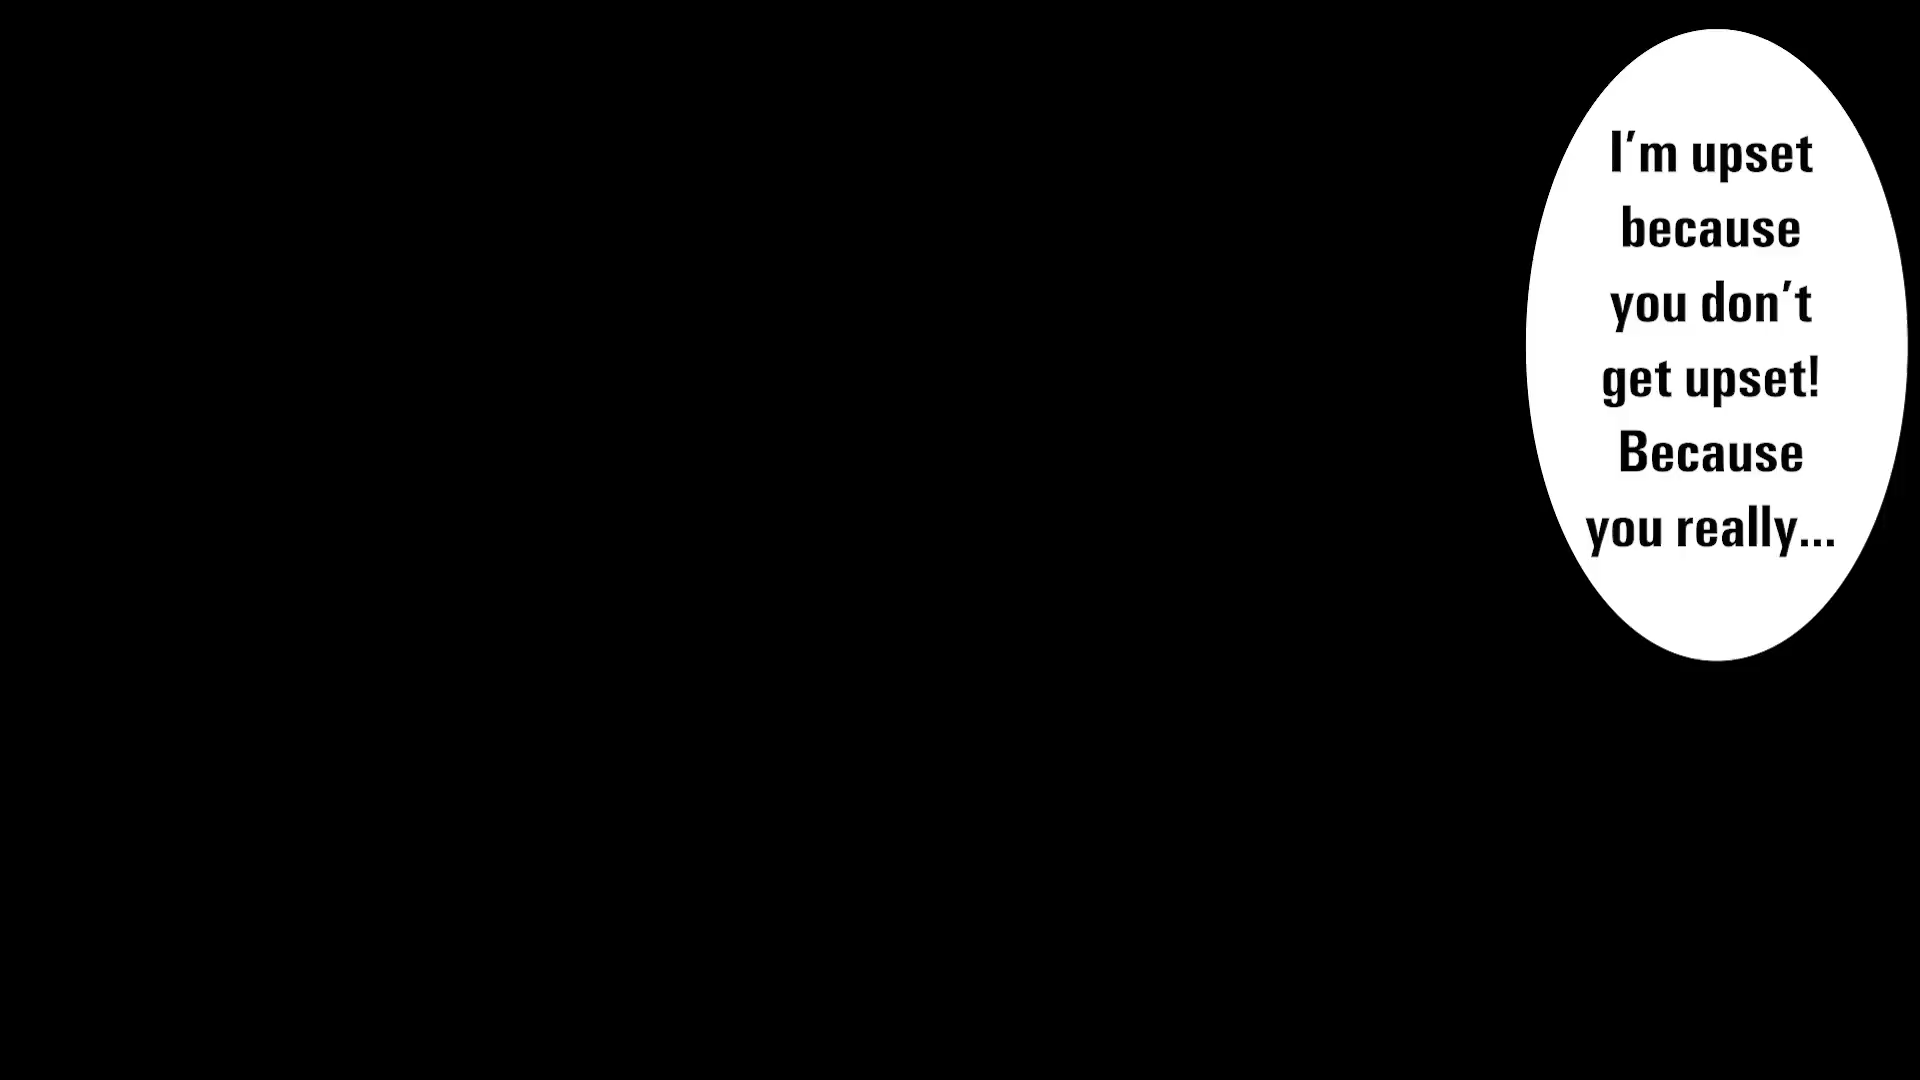 I’m upset
because
you don’t
get upset!
Because
you really...